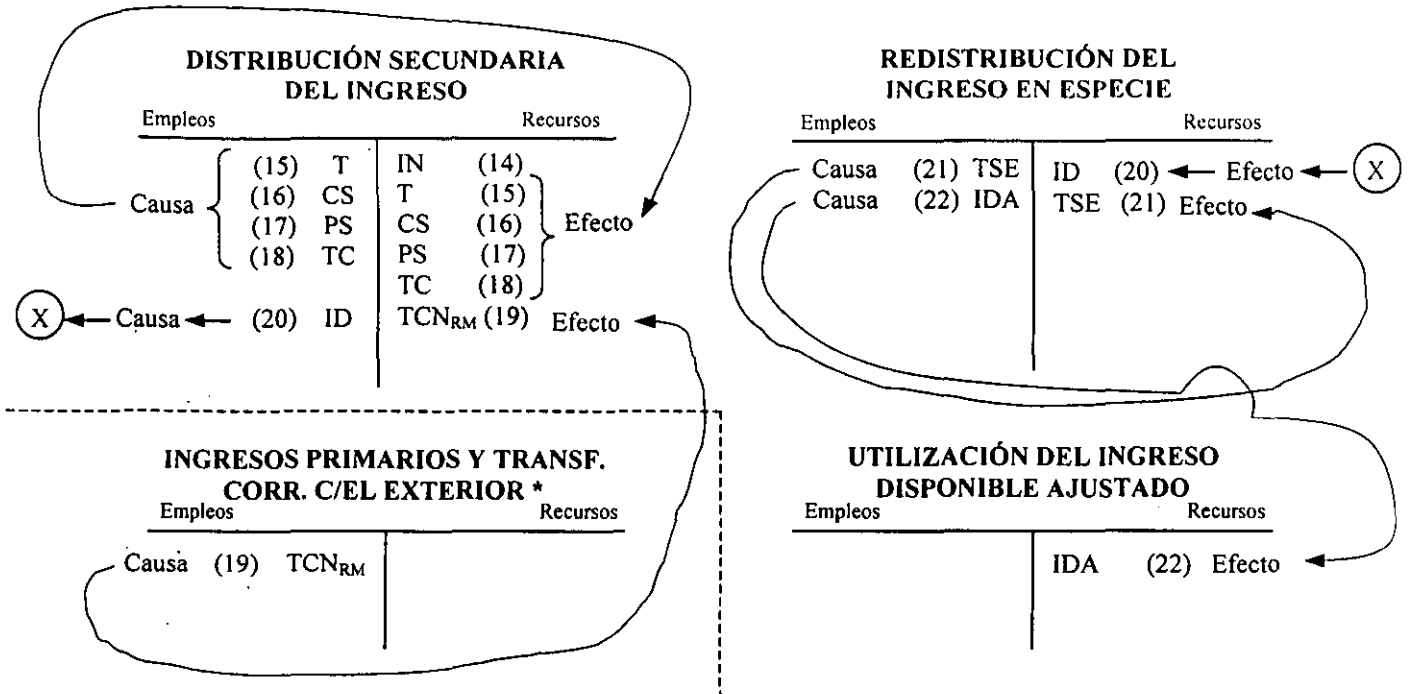 DISTRIBUCIÓN SECUNDARIA
DEL INGRESO
Empleos Recursos
Causa
(15) T IN (14)
(16) CS T (15)
(17) PS CS (16)
(18) TC PS (17)
TC (18)
Efecto
X Causa (20) ID TCNRM (19) Efecto
REDISTRIBUCIÓN DEL
INGRESO EN ESPECIE
Empleos Recursos
Causa (21) TSE ID (20) Efecto X
Causa (22) IDA TSE (21) Efecto
INGRESOS PRIMARIOS Y TRANSF.
CORR. C/EL EXTERIOR *
Empleos Recursos
Causa (19) TCNRM
UTILIZACIÓN DEL INGRESO
DISPONIBLE AJUSTADO
Empleos Recursos
IDA (22) Efecto